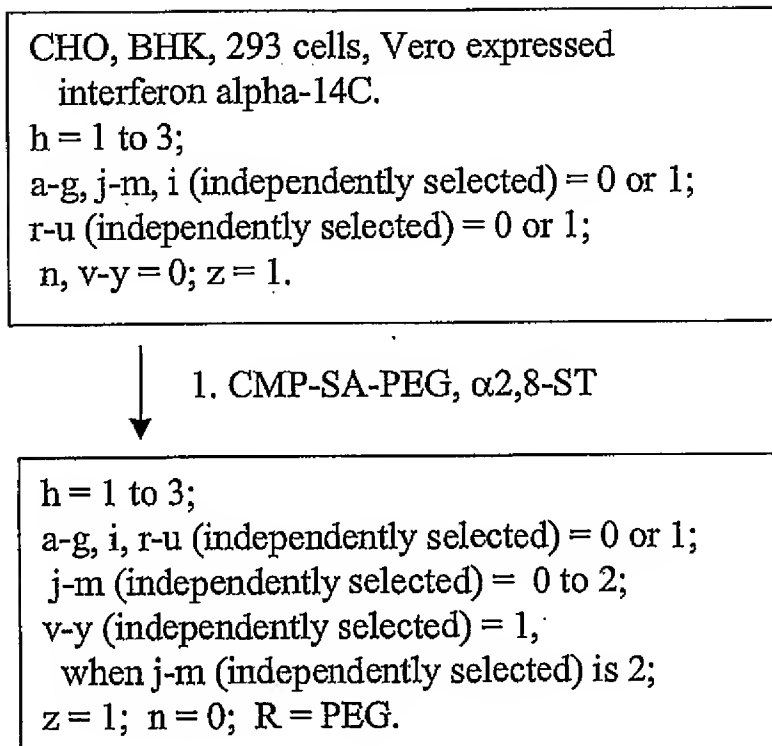 CHO, BHK, 293 cells, Vero expressed
interferon alpha-14C.
h = 1 to 3;
a-g, j-m, i (independently selected) = 0 or 1;
r-u (independently selected) = 0 or 1;
n, v-y = 0; z = 1.
1. CMP-SA-PEG, α2,8-ST
h = 1 to 3;
a-g, i, r-u (independently selected) = 0 or 1;
j-m (independently selected) = 0 to 2;
v-y (independently selected) = 1,
when j-m (independently selected) is 2;
z = 1; n = 0; R = PEG.